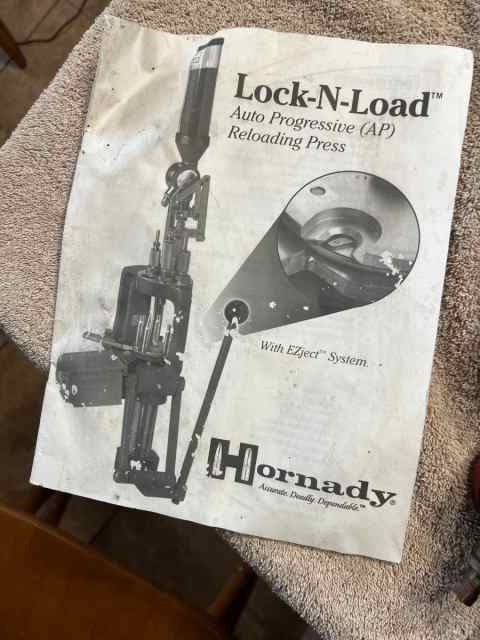 Lock-N-Load™
Auto Progressive (AP)
Reloading Press
With EZject™ System.
Hornady®
Accurate. Deadly. Dependable.™